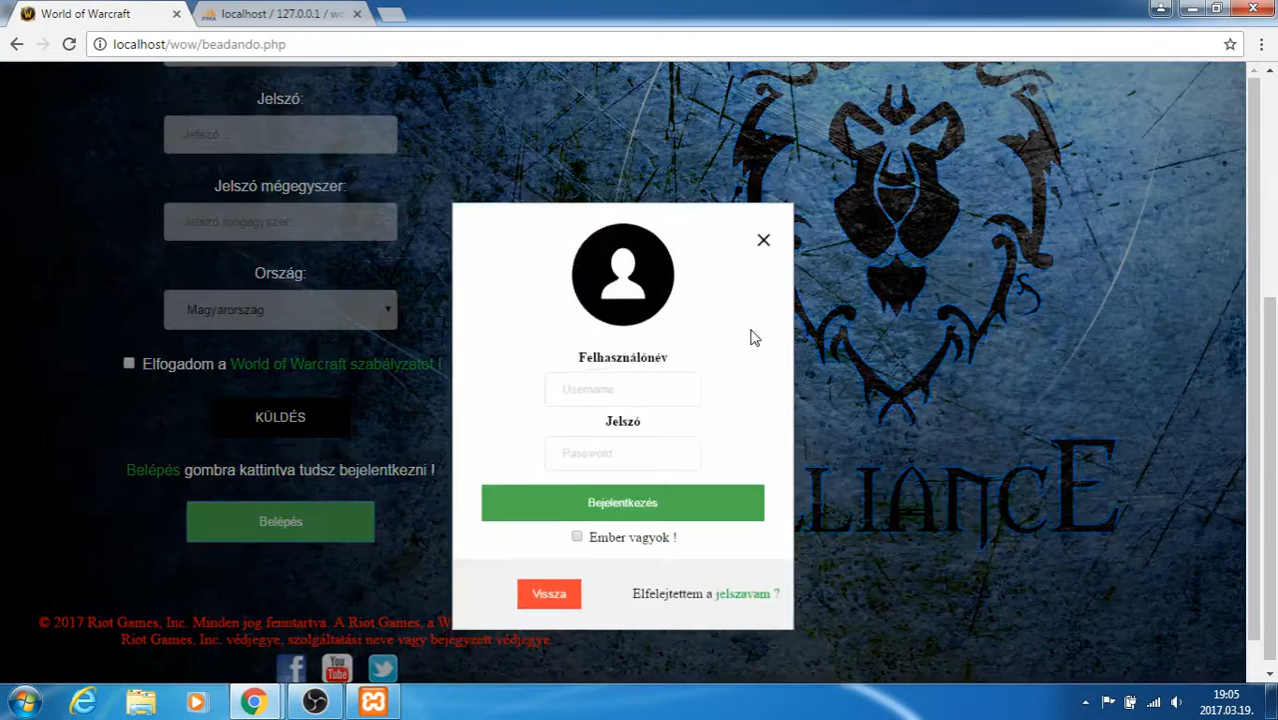 World of Warcraft
localhost / 127.0.0.1 / wc
localhost/wow/beadando.php
Jelszó:
Jelszó...
Jelszó mégegyszer:
Jelszó mégegyszer...
Ország:
Magyarország
Elfogadom a World of Warcraft szabályzatot !
KÜLDÉS
Belépés gombra kattintva tudsz bejelentkezni !
Belépés
Felhasználónév
Username
Jelszó
Password
Bejelentkezés
Ember vagyok !
Vissza
Elfelejtettem a jelszavam ?
LLIANCE
© 2017 Riot Games, Inc. Minden jog fenntartva. A Riot Games, a W
Riot Games, Inc. védjegye, szolgáltatási neve vagy bejegyzett védjegye.
f
You
Tube
19:05
2017.03.19.